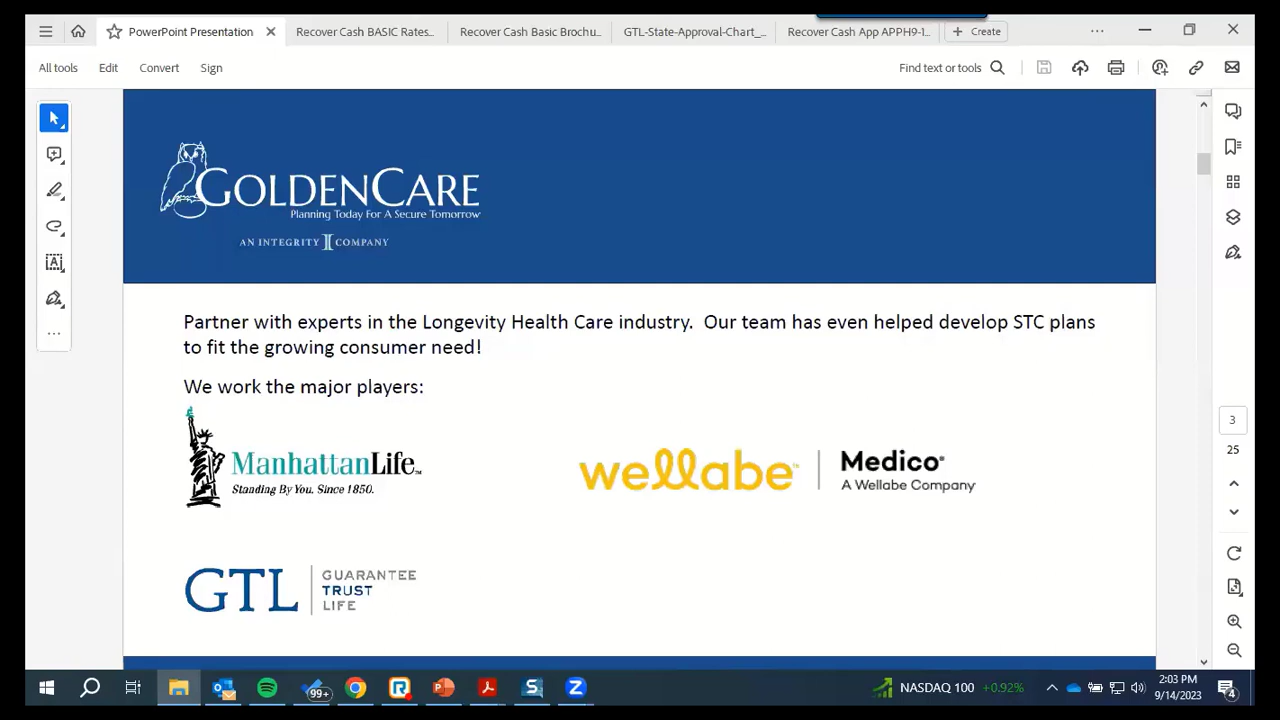 PowerPoint Presentation
Recover Cash BASIC Rates...
Recover Cash Basic Brochu...
GTL-State-Approval-Chart_...
Recover Cash App APPH9-1...
Create
All tools
Edit
Convert
Sign
Find text or tools
GOLDENCARE
Planning Today For A Secure Tomorrow
AN INTEGRITY COMPANY
Partner with experts in the Longevity Health Care industry. Our team has even helped develop STC plans
to fit the growing consumer need!
We work the major players:
ManhattanLife™
Standing By You. Since 1850.
wellabe™
Medico®
A Wellabe Company
GTL
GUARANTEE
TRUST
LIFE
3
25
99+
NASDAQ 100 +0.92%
2:03 PM
9/14/2023
4